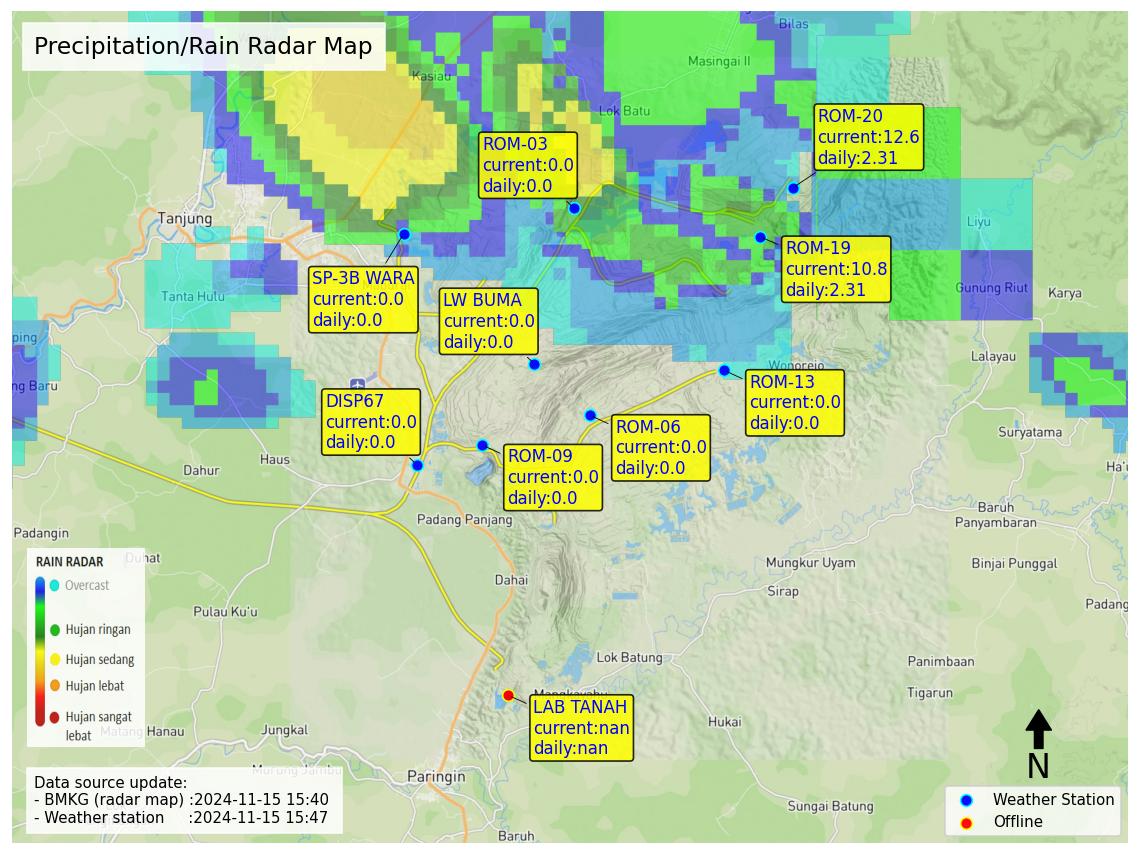 Precipitation/Rain Radar Map
Bilas
Kasiau
Masingai II
Lok Batu
ROM-20
current:12.6
daily:2.31
ROM-03
current:0.0
daily:0.0
Tanjung
Liyu
ROM-19
current:10.8
daily:2.31
SP-3B WARA
current:0.0
daily:0.0
Tanta Hulu
LW BUMA
current:0.0
daily:0.0
Gunung Riut
Karya
ping
Lalayau
Wonorejo
ng Baru
ROM-13
current:0.0
daily:0.0
DISP67
current:0.0
daily:0.0
ROM-06
current:0.0
daily:0.0
Suryatama
ROM-09
current:0.0
daily:0.0
Haus
Dahur
Ha'u
Padang Panjang
Baruh
Panyambaran
Padangin
Duhat
Mungkur Uyam
Binjai Punggal
Dahai
Sirap
Padang
Pulau Ku'u
RAIN RADAR
Overcast
Hujan ringan
Hujan sedang
Hujan lebat
Hujan sangat
lebat
Lok Batung
Panimbaan
Tigarun
LAB TANAH
current:nan
daily:nan
Hukai
Manau
Jungkal
Paringin
N
Data source update:
- BMKG (radar map) :2024-11-15 15:40
- Weather station :2024-11-15 15:47
Weather Station
Offline
Sungai Batung
Baruh